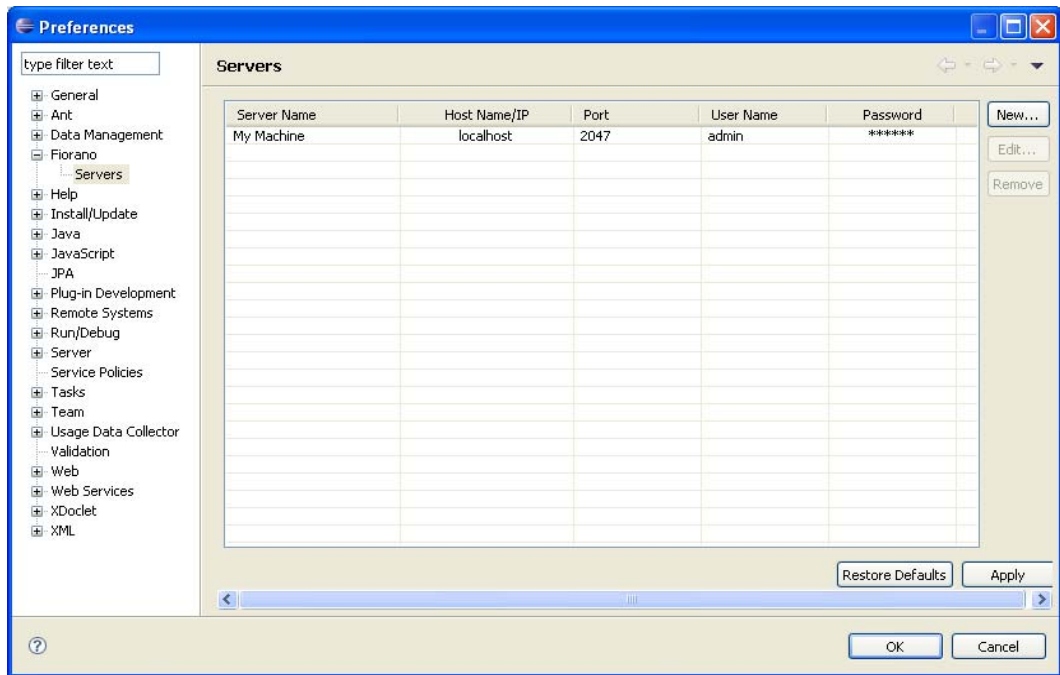 Preferences
type filter text
General
Ant
Data Management
Fiorano
Servers
Help
Install/Update
Java
JavaScript
JPA
Plug-in Development
Remote Systems
Run/Debug
Server
Service Policies
Tasks
Team
Usage Data Collector
Validation
Web
Web Services
XDoclet
XML
Servers
Server Name Host Name/IP Port User Name Password
My Machine localhost 2047 admin ******
New...
Edit...
Remove
Restore Defaults Apply
OK Cancel